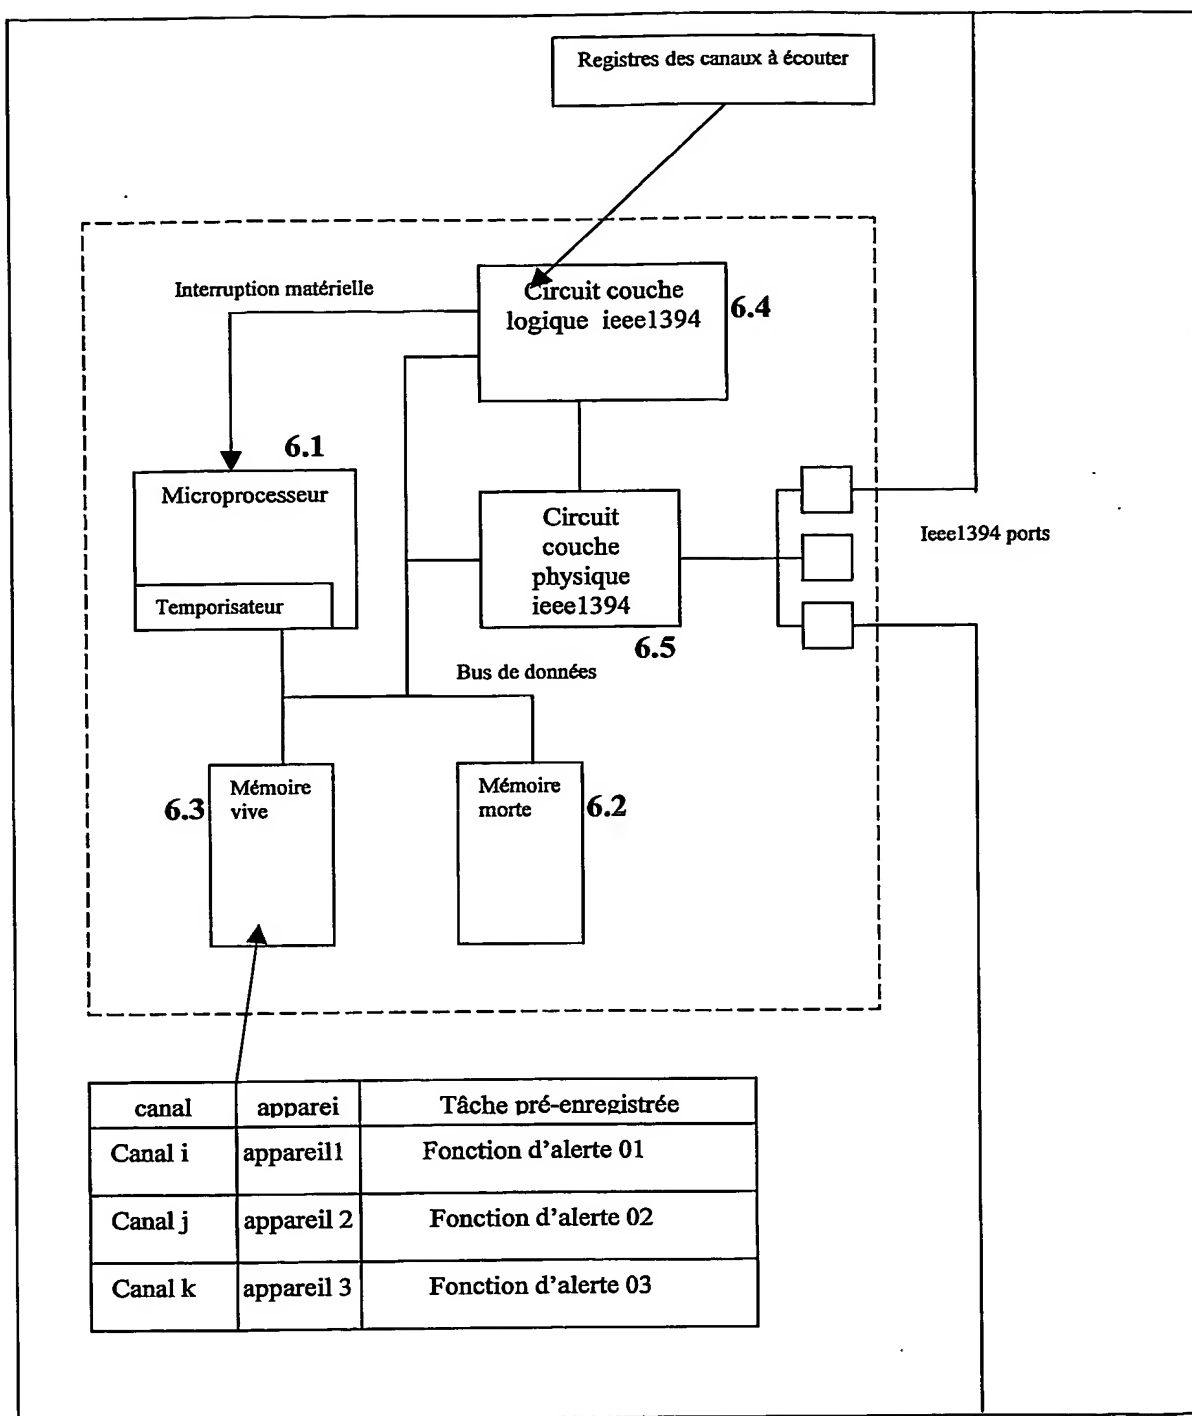 Registres des canaux à écouter
Interruption matérielle
Circuit couche
logique ieee1394
6.4
6.1
Microprocesseur
Temporisateur
Circuit
couche
physique
ieee1394
6.5
Ieee1394 ports
Bus de données
6.3
Mémoire
vive
Mémoire
morte
6.2
canal apparei Tâche pré-enregistrée
Canal i appareil1 Fonction d'alerte 01
Canal j appareil 2 Fonction d'alerte 02
Canal k appareil 3 Fonction d'alerte 03